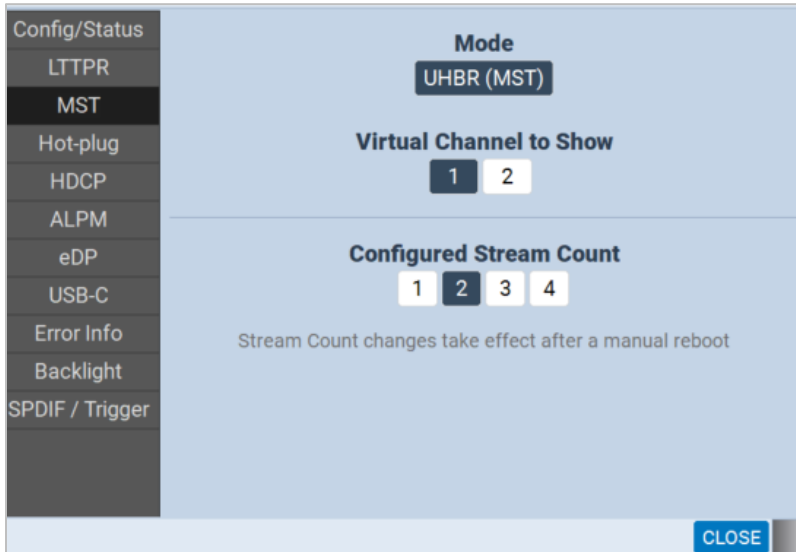 Config/Status
LTTPR
MST
Hot-plug
HDCP
ALPM
eDP
USB-C
Error Info
Backlight
SPDIF / Trigger
Mode
UHBR (MST)
Virtual Channel to Show
1 2
Configured Stream Count
1 2 3 4
Stream Count changes take effect after a manual reboot
CLOSE